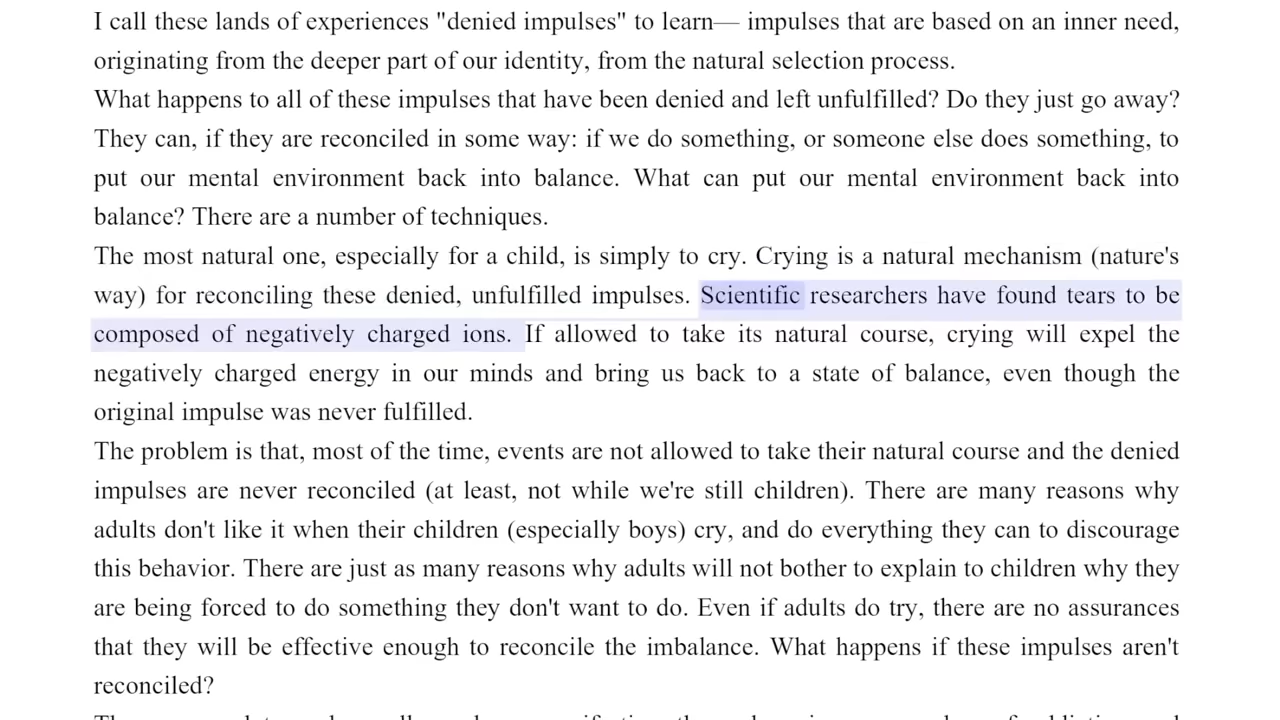 I call these lands of experiences "denied impulses" to learn— impulses that are based on an inner need,
originating from the deeper part of our identity, from the natural selection process.
What happens to all of these impulses that have been denied and left unfulfilled? Do they just go away?
They can, if they are reconciled in some way: if we do something, or someone else does something, to
put our mental environment back into balance. What can put our mental environment back into
balance? There are a number of techniques.
The most natural one, especially for a child, is simply to cry. Crying is a natural mechanism (nature's
way) for reconciling these denied, unfulfilled impulses. Scientific researchers have found tears to be
composed of negatively charged ions. If allowed to take its natural course, crying will expel the
negatively charged energy in our minds and bring us back to a state of balance, even though the
original impulse was never fulfilled.
The problem is that, most of the time, events are not allowed to take their natural course and the denied
impulses are never reconciled (at least, not while we're still children). There are many reasons why
adults don't like it when their children (especially boys) cry, and do everything they can to discourage
this behavior. There are just as many reasons why adults will not bother to explain to children why they
are being forced to do something they don't want to do. Even if adults do try, there are no assurances
that they will be effective enough to reconcile the imbalance. What happens if these impulses aren't
reconciled?